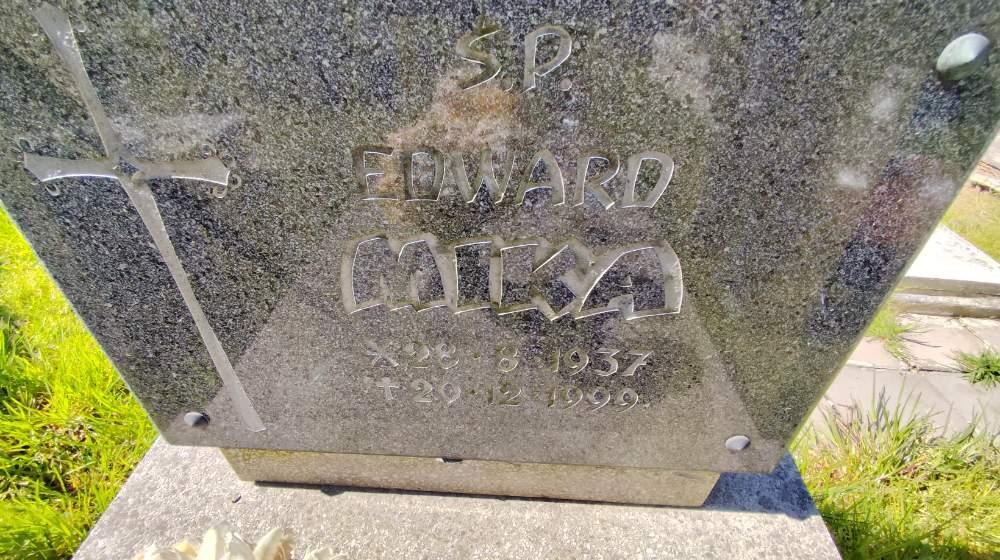 Ś.P.
EDWARD
MIKA
* 28 · 8 1937
† 20 · 12 1999.